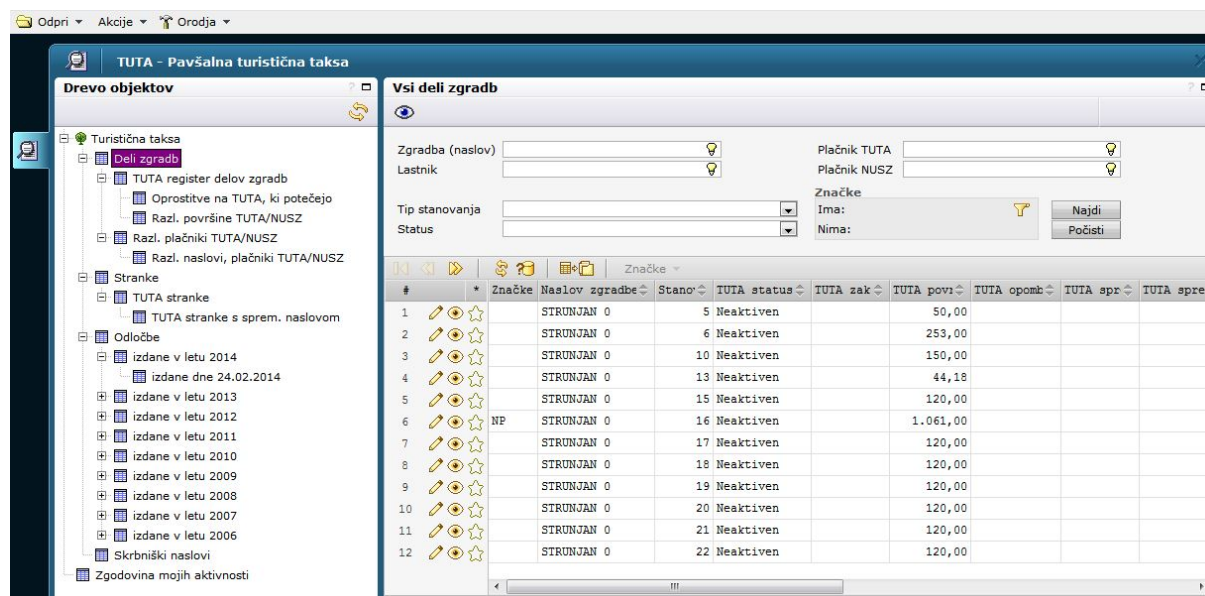 Odpri Akcije Orodja
TUTA - Pavšalna turistična taksa
Drevo objektov
Turistična taksa
Deli zgradb
TUTA register delov zgradb
Oprostitve na TUTA, ki potečejo
Razl. površine TUTA/NUSZ
Razl. plačniki TUTA/NUSZ
Razl. naslovi, plačniki TUTA/NUSZ
Stranke
TUTA stranke
TUTA stranke s sprem. naslovom
Odločbe
izdane v letu 2014
izdane dne 24.02.2014
izdane v letu 2013
izdane v letu 2012
izdane v letu 2011
izdane v letu 2010
izdane v letu 2009
izdane v letu 2008
izdane v letu 2007
izdane v letu 2006
Skrbniški naslovi
Zgodovina mojih aktivnosti
Vsi deli zgradb
Zgradba (naslov) Plačnik TUTA
Lastnik Plačnik NUSZ
Značke
Tip stanovanja Ima: Najdi
Status Nima: Počisti
Značke
# * Značke Naslov zgradbe Stano TUTA status TUTA zak TUTA povr TUTA opomb TUTA spr TUTA spre
1 STRUNJAN 0 5 Neaktiven 50,00
2 STRUNJAN 0 6 Neaktiven 253,00
3 STRUNJAN 0 10 Neaktiven 150,00
4 STRUNJAN 0 13 Neaktiven 44,18
5 STRUNJAN 0 15 Neaktiven 120,00
6 NP STRUNJAN 0 16 Neaktiven 1.061,00
7 STRUNJAN 0 17 Neaktiven 120,00
8 STRUNJAN 0 18 Neaktiven 120,00
9 STRUNJAN 0 19 Neaktiven 120,00
10 STRUNJAN 0 20 Neaktiven 120,00
11 STRUNJAN 0 21 Neaktiven 120,00
12 STRUNJAN 0 22 Neaktiven 120,00